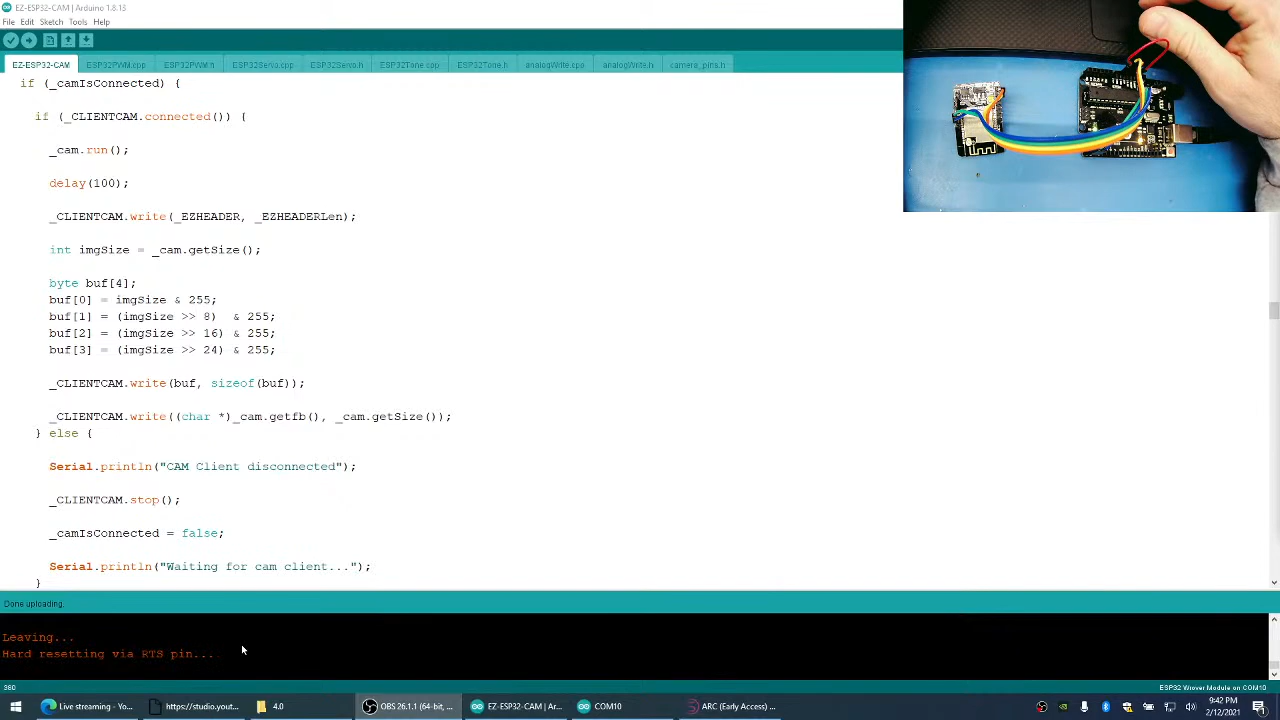 EZ-ESP32-CAM | Arduino 1.8.13
File Edit Sketch Tools Help
EZ-ESP32-CAM ESP32PWM.cpp ESP32PWM.h ESP32Servo.cpp ESP32Servo.h ESP32Tone.cpp ESP32Tone.h analogWrite.cpp analogWrite.h camera_pins.h
if (_camIsConnected) {
if (_CLIENTCAM.connected()) {
_cam.run();
delay(100);
_CLIENTCAM.write(_EZHEADER, _EZHEADERLen);
int imgSize = _cam.getSize();
byte buf[4];
buf[0] = imgSize & 255;
buf[1] = (imgSize >> 8)  & 255;
buf[2] = (imgSize >> 16) & 255;
buf[3] = (imgSize >> 24) & 255;
_CLIENTCAM.write(buf, sizeof(buf));
_CLIENTCAM.write((char *)_cam.getfb(), _cam.getSize());
} else {
Serial.println("CAM Client disconnected");
_CLIENTCAM.stop();
_camIsConnected = false;
Serial.println("Waiting for cam client...");
}
Done uploading.
Leaving...
Hard resetting via RTS pin...
380 ESP32 Wrover Module on COM10
Live streaming - Yo... https://studio.yout... 4.0 OBS 26.1.1 (64-bit, ... EZ-ESP32-CAM | Ar... COM10 ARC (Early Access) ... 9:42 PM
2/12/2021